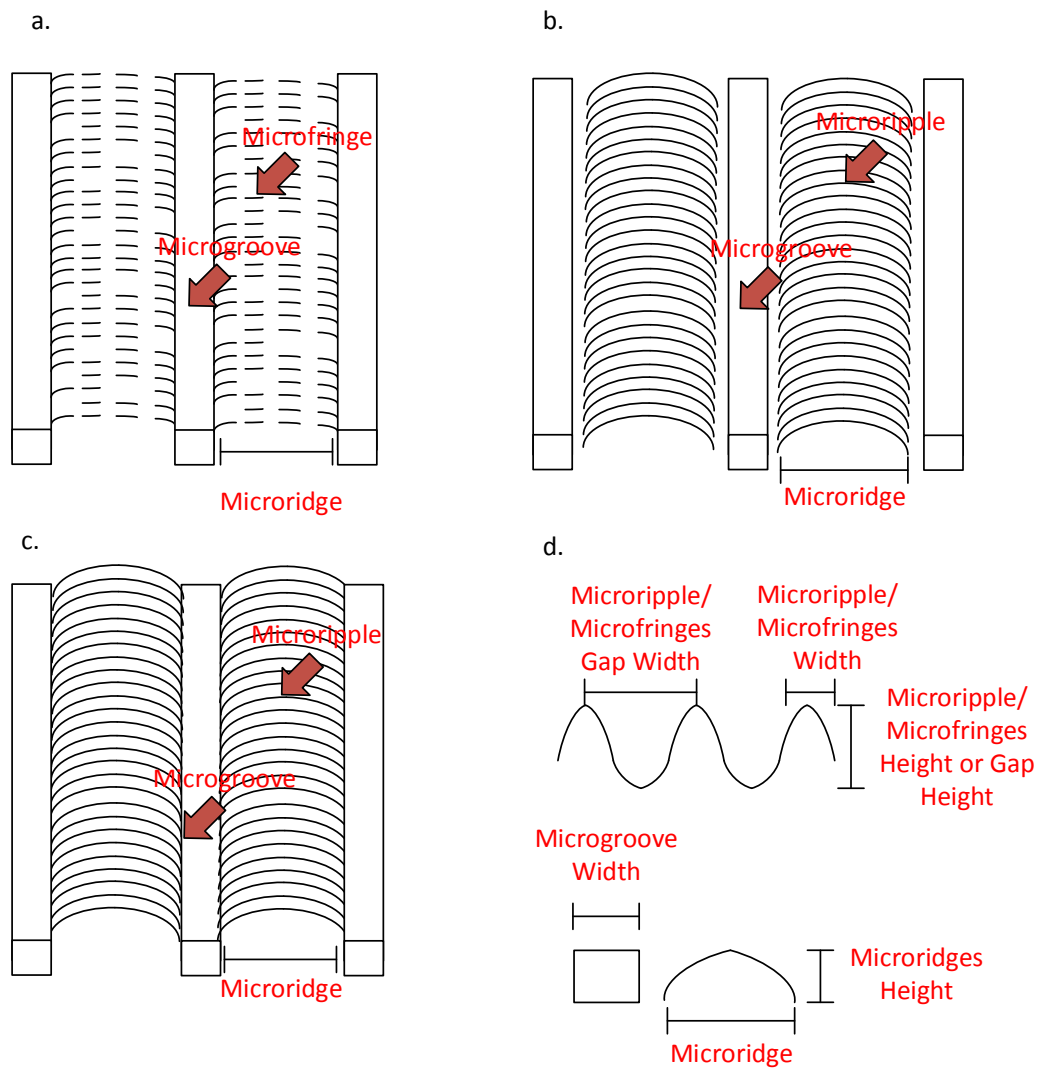 a.
Microfringe
Microgroove
Microridge
b.
Microripple
Microgroove
Microridge
c.
Microripple
Microgroove
Microridge
d.
Microripple/
Microfringes
Gap Width
Microripple/
Microfringes
Width
Microripple/
Microfringes
Height or Gap
Height
Microgroove
Width
Microridges
Height
Microridge